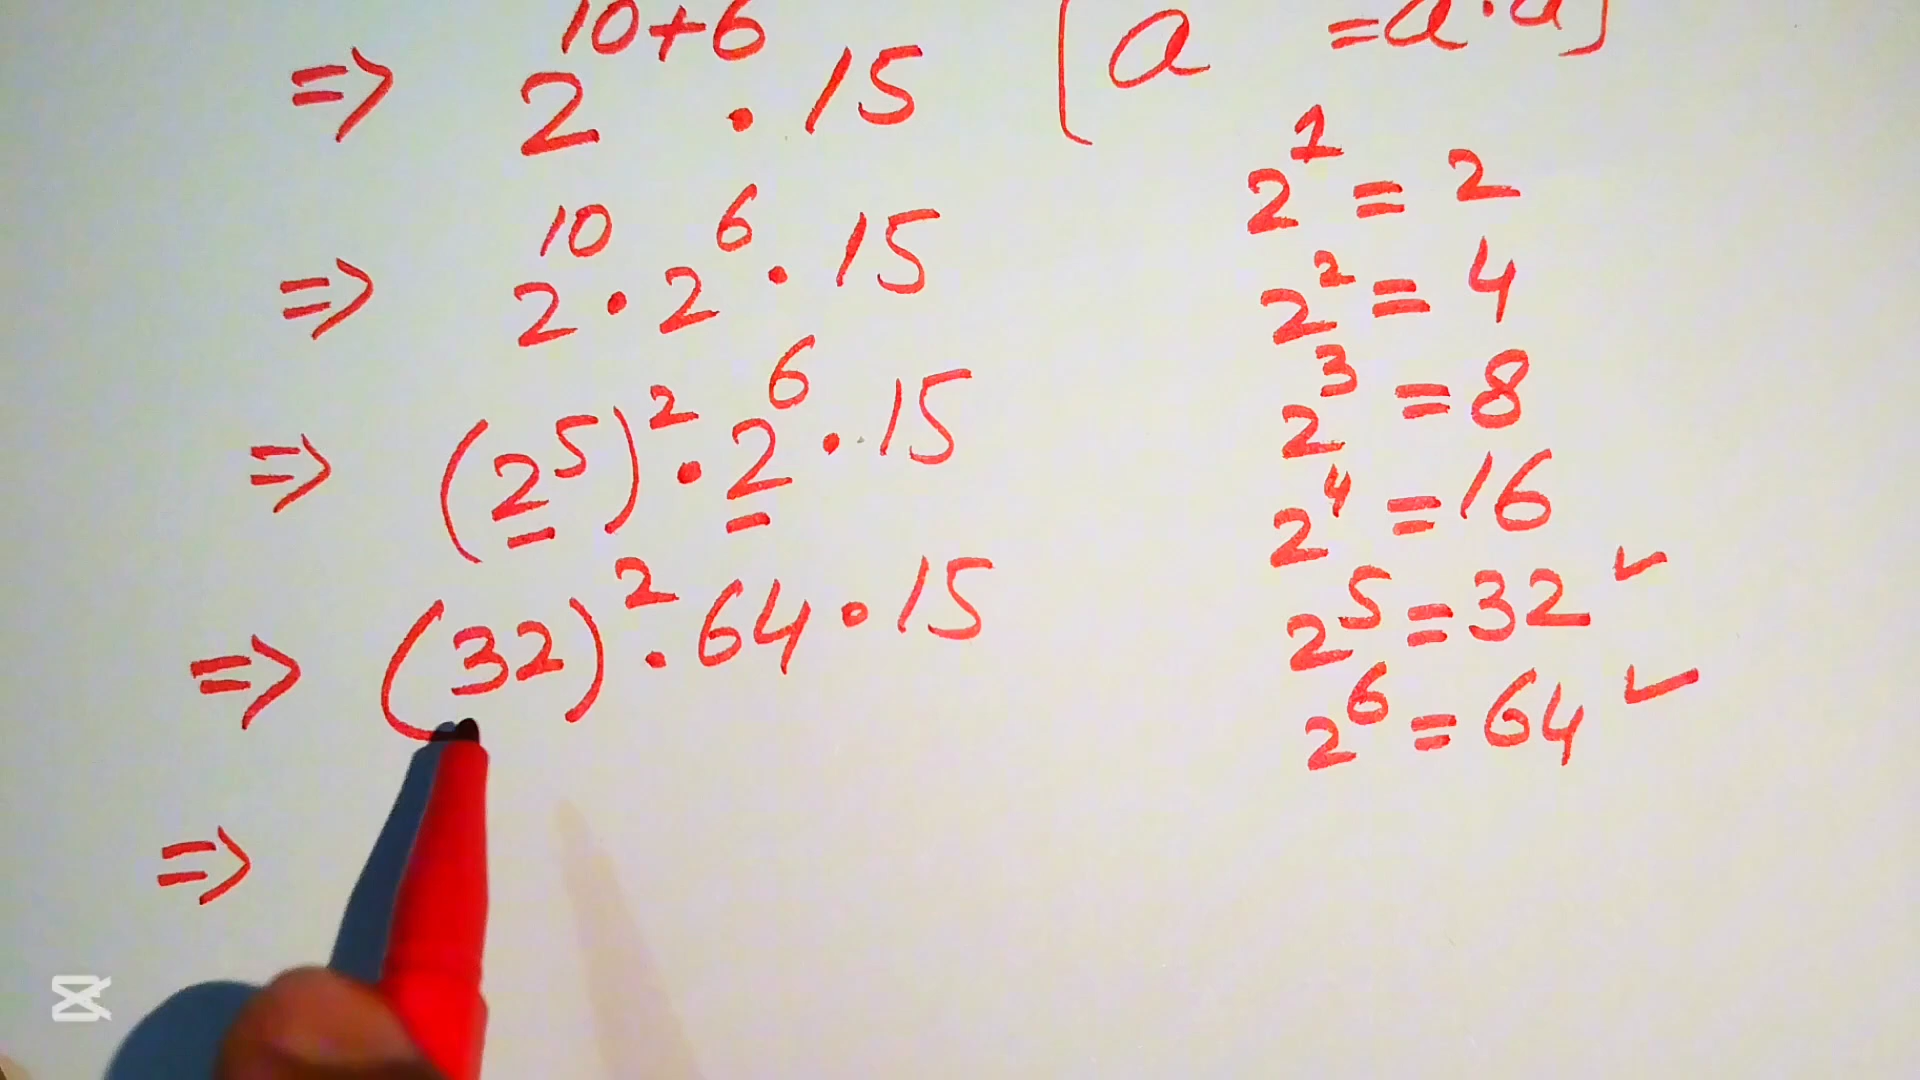 => 2^(10+6) · 15
=> 2^10 · 2^6 · 15
=> (2^5)^2 · 2^6 · 15
=> (32)^2 · 64 · 15
=>
[a = a · a]
2^1 = 2
2^2 = 4
2^3 = 8
2^4 = 16
2^5 = 32 ✓
2^6 = 64 ✓